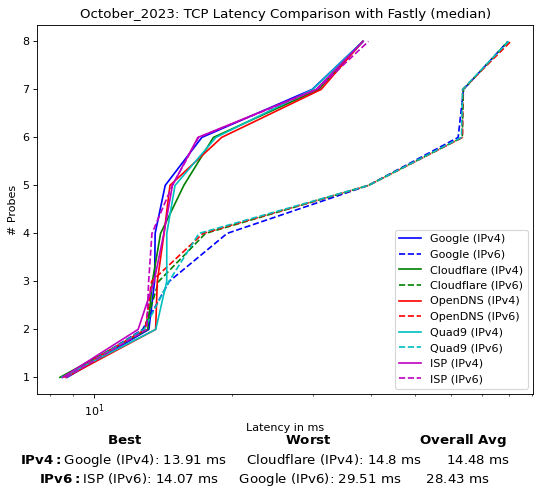 October_2023: TCP Latency Comparison with Fastly (median)
8
7
6
5
4
3
2
1
# Probes
Google (IPv4)
Google (IPv6)
Cloudflare (IPv4)
Cloudflare (IPv6)
OpenDNS (IPv4)
OpenDNS (IPv6)
Quad9 (IPv4)
Quad9 (IPv6)
ISP (IPv4)
ISP (IPv6)
10¹
Latency in ms
Best Worst Overall Avg
IPv4: Google (IPv4): 13.91 ms Cloudflare (IPv4): 14.8 ms 14.48 ms
IPv6: ISP (IPv6): 14.07 ms Google (IPv6): 29.51 ms 28.43 ms